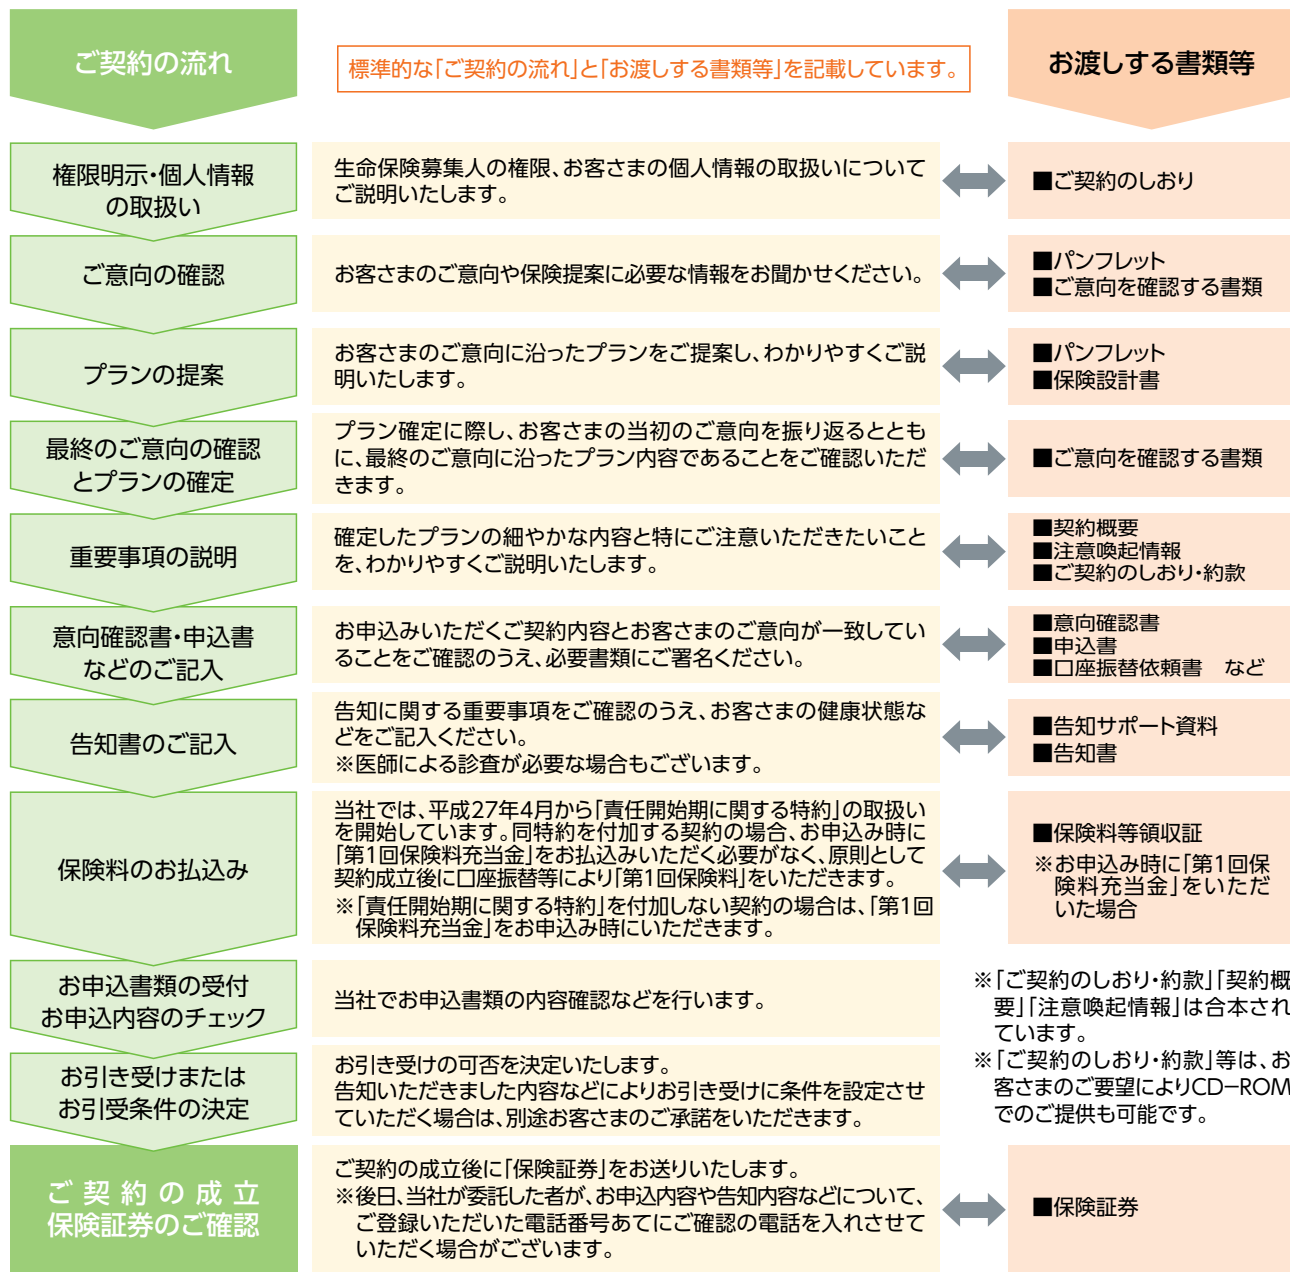 ご契約の流れ
標準的な「ご契約の流れ」と「お渡しする書類等」を記載しています。
お渡しする書類等
権限明示・個人情報
の取扱い
生命保険募集人の権限、お客さまの個人情報の取扱いについて
ご説明いたします。
■ご契約のしおり
ご意向の確認
お客さまのご意向や保険提案に必要な情報をお聞かせください。
■パンフレット
■ご意向を確認する書類
プランの提案
お客さまのご意向に沿ったプランをご提案し、わかりやすくご説
明いたします。
■パンフレット
■保険設計書
最終のご意向の確認
とプランの確定
プラン確定に際し、お客さまの当初のご意向を振り返るととも
に、最終のご意向に沿ったプラン内容であることをご確認いただ
きます。
■ご意向を確認する書類
重要事項の説明
確定したプランの細やかな内容と特にご注意いただきたいこと
を、わかりやすくご説明いたします。
■契約概要
■注意喚起情報
■ご契約のしおり・約款
意向確認書・申込書
などのご記入
お申込みいただくご契約内容とお客さまのご意向が一致してい
ることをご確認のうえ、必要書類にご署名ください。
■意向確認書
■申込書
■口座振替依頼書　など
告知書のご記入
告知に関する重要事項をご確認のうえ、お客さまの健康状態な
どをご記入ください。
※医師による診査が必要な場合もございます。
■告知サポート資料
■告知書
保険料のお払込み
当社では、平成27年4月から「責任開始期に関する特約」の取扱い
を開始しています。同特約を付加する契約の場合、お申込み時に
「第1回保険料充当金」をお払込みいただく必要がなく、原則として
契約成立後に口座振替等により「第1回保険料」をいただきます。
※「責任開始期に関する特約」を付加しない契約の場合は、「第1回
保険料充当金」をお申込み時にいただきます。
■保険料等領収証
※お申込み時に「第1回保
険料充当金」をいただ
いた場合
お申込書類の受付
お申込内容のチェック
当社でお申込書類の内容確認などを行います。
※「ご契約のしおり・約款」「契約概
要」「注意喚起情報」は合本され
ています。
※「ご契約のしおり・約款」等は、お
客さまのご要望によりCD−ROM
でのご提供も可能です。
お引き受けまたは
お引受条件の決定
お引き受けの可否を決定いたします。
告知いただきました内容などによりお引き受けに条件を設定させ
ていただく場合は、別途お客さまのご承諾をいただきます。
ご契約の成立
保険証券のご確認
ご契約の成立後に「保険証券」をお送りいたします。
※後日、当社が委託した者が、お申込内容や告知内容などについて、
ご登録いただいた電話番号あてにご確認の電話を入れさせて
いただく場合がございます。
■保険証券